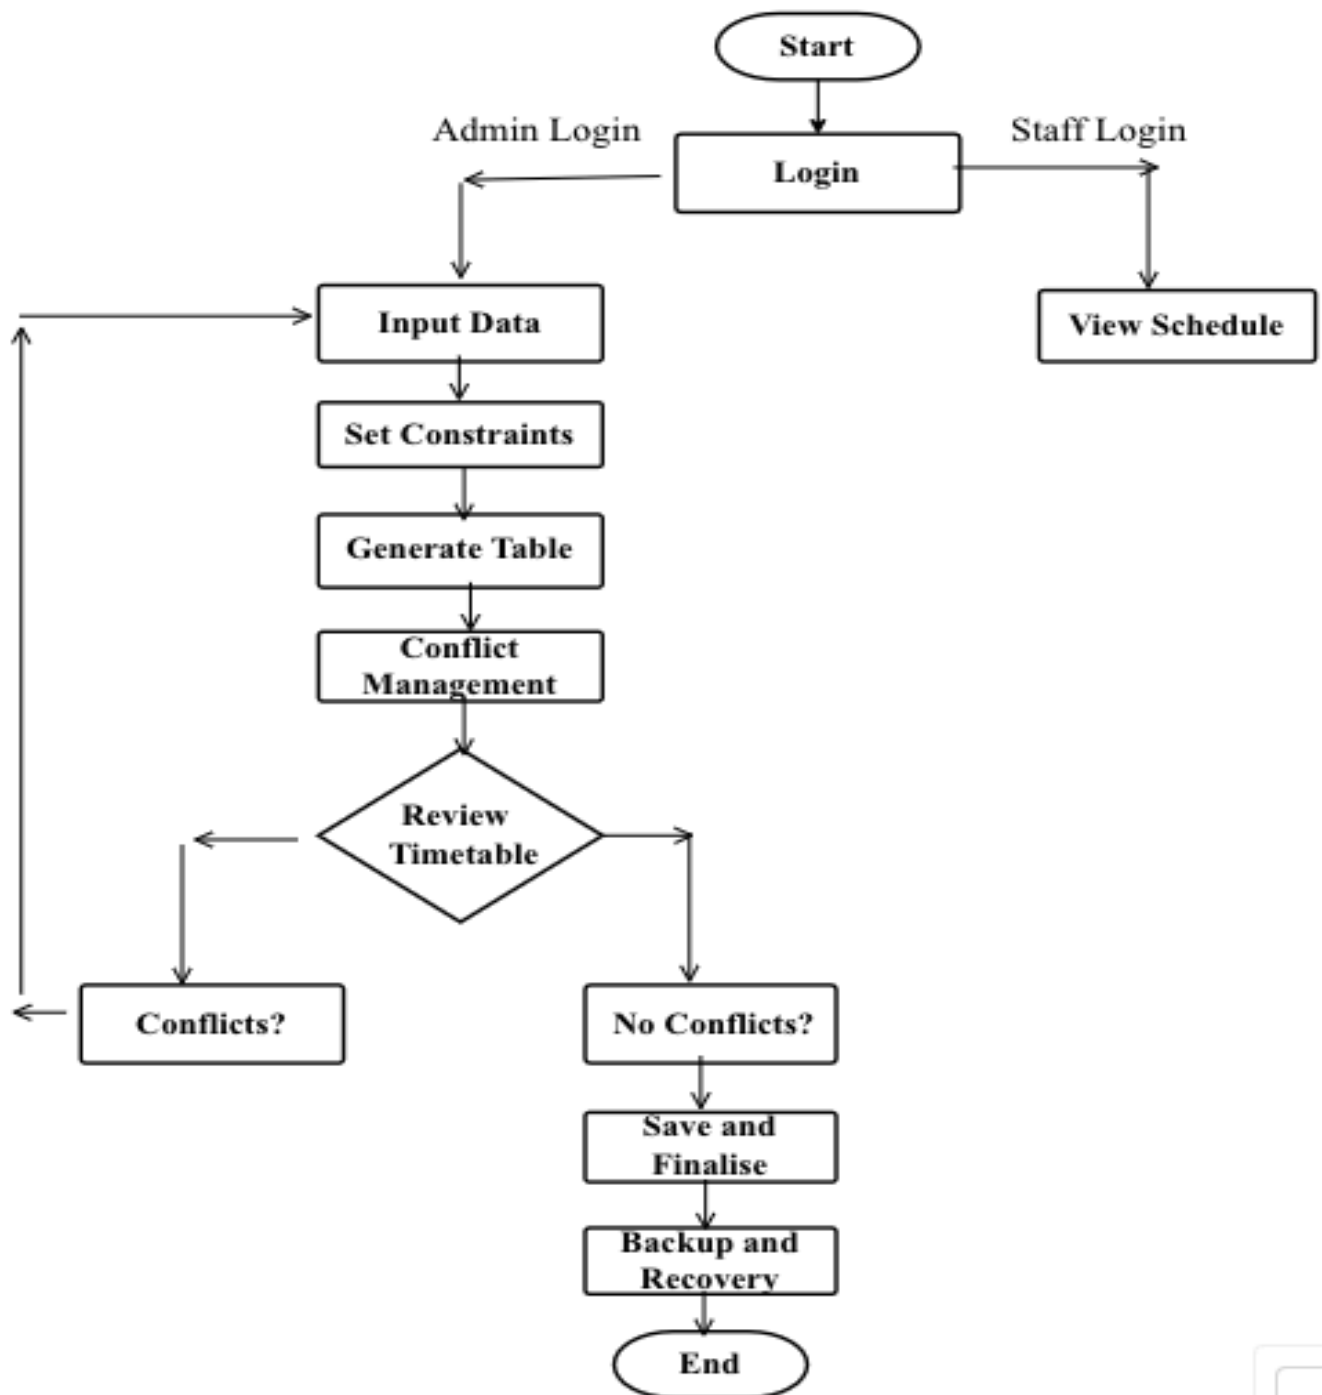 Start
Admin Login
Staff Login
Login
Input Data
View Schedule
Set Constraints
Generate Table
Conflict
Management
Review
Timetable
Conflicts?
No Conflicts?
Save and
Finalise
Backup and
Recovery
End